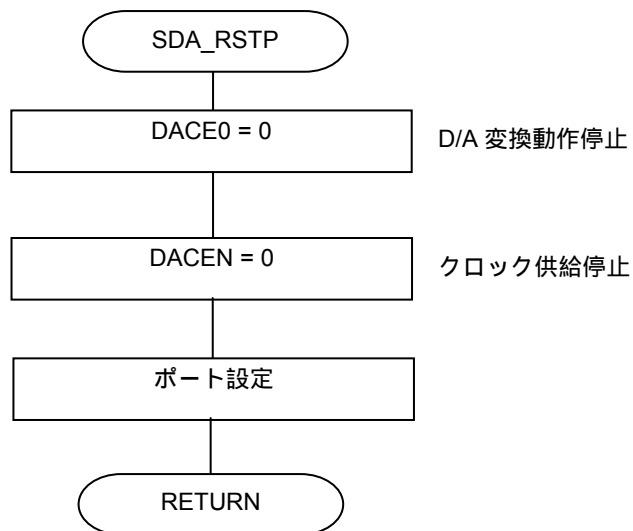 SDA_RSTP
DACE0 = 0
D/A 変換動作停止
DACEN = 0
クロック供給停止
ポート設定
RETURN